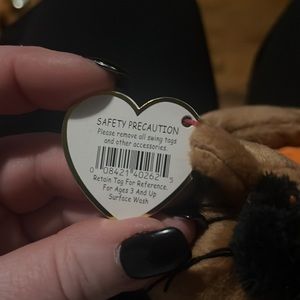 SAFETY PRECAUTION
Please remove all swing tags
and other accessories.
0 08421 40262 5
Retain Tag For Reference.
For Ages 3 And Up
Surface Wash